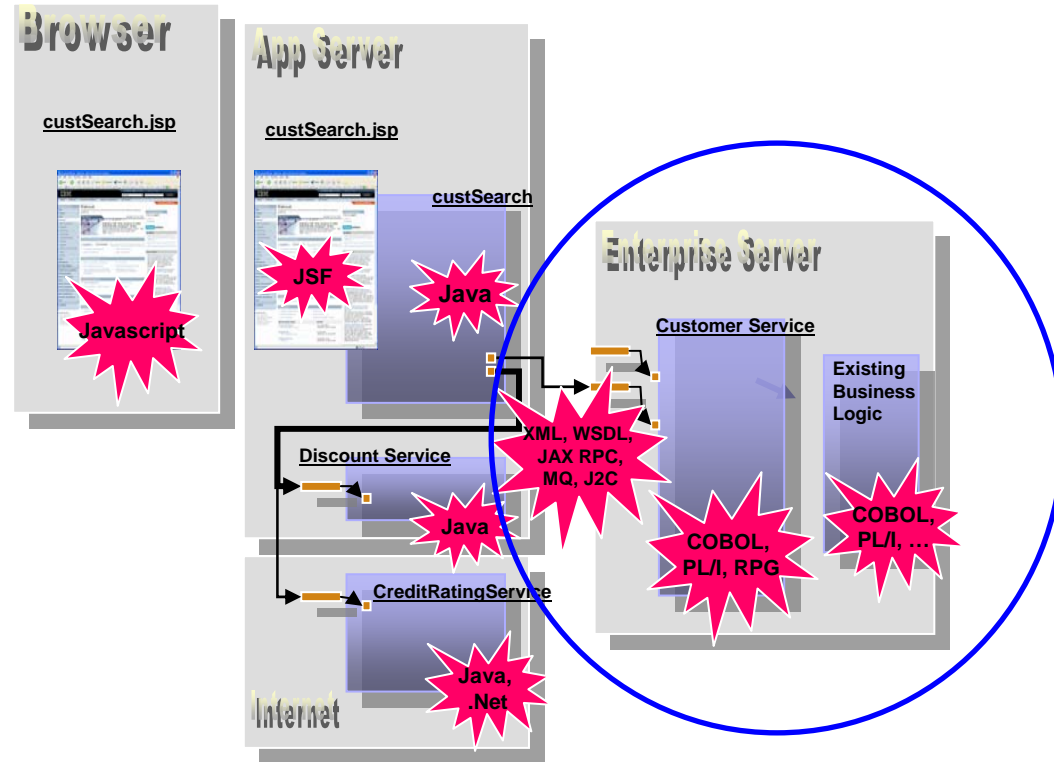 Browser
custSearch.jsp
Javascript
App Server
custSearch.jsp
custSearch
JSF
Java
Discount Service
Java
CreditRatingService
Java,
.Net
Internet
XML, WSDL,
JAX RPC,
MQ, J2C
Enterprise Server
Customer Service
COBOL,
PL/I, RPG
Existing
Business
Logic
COBOL,
PL/I, …